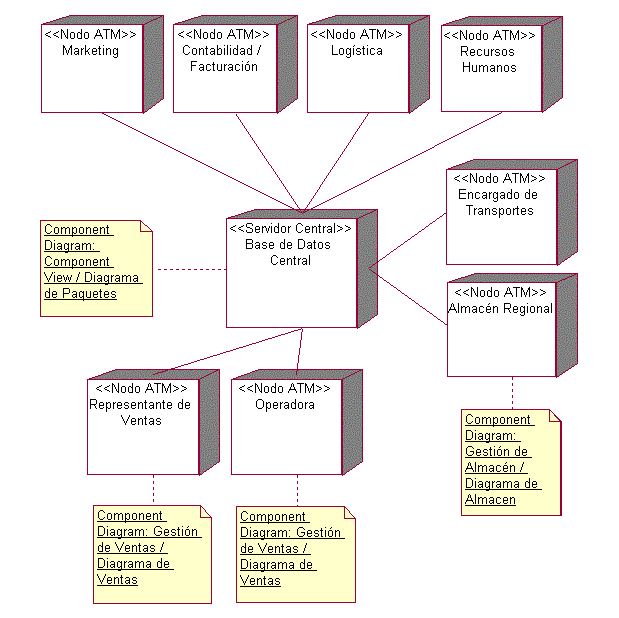 <<Nodo ATM>>
Marketing
<<Nodo ATM>>
Contabilidad /
Facturación
<<Nodo ATM>>
Logística
<<Nodo ATM>>
Recursos
Humanos
<<Nodo ATM>>
Encargado de
Transportes
<<Servidor Central>>
Base de Datos
Central
Component
Diagram:
Component
View / Diagrama
de Paquetes
<<Nodo ATM>>
Almacén Regional
<<Nodo ATM>>
Representante de
Ventas
<<Nodo ATM>>
Operadora
Component
Diagram:
Gestión de
Almacén /
Diagrama de
Almacen
Component
Diagram: Gestión
de Ventas /
Diagrama de
Ventas
Component
Diagram: Gestión
de Ventas /
Diagrama de
Ventas